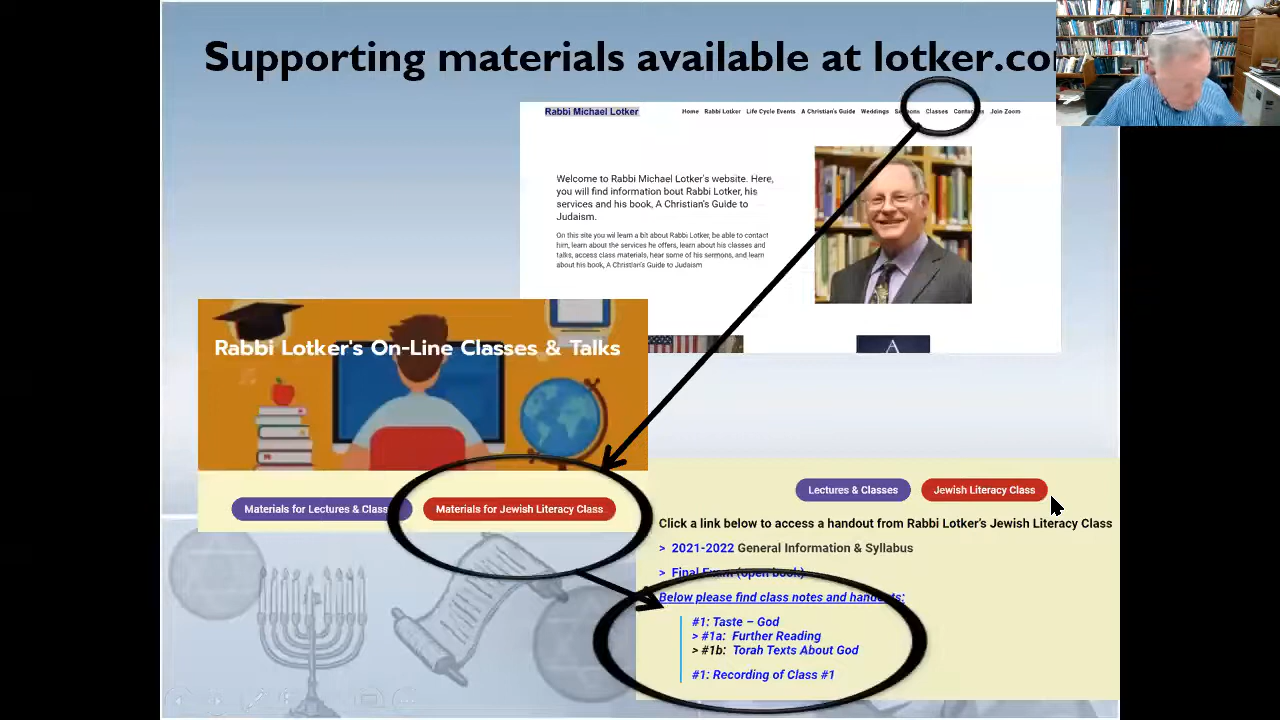 Supporting materials available at lotker.co
Rabbi Michael Lotker
Home Rabbi Lotker Life Cycle Events A Christian's Guide Weddings Classes Join Zoom
Welcome to Rabbi Michael Lotker's website. Here,
you will find information bout Rabbi Lotker, his
services and his book, A Christian's Guide to
Judaism.
On this site you wil learn a bit about Rabbi Lotker, be able to contact
him, learn about the services he offers, learn about his classes and
talks, access class materials, hear some of his sermons, and learn
about his book, A Christian's Guide to Judaism
A
Rabbi Lotker's On-Line Classes & Talks
Materials for Lectures & Class
Materials for Jewish Literacy Class
Lectures & Classes
Jewish Literacy Class
Click a link below to access a handout from Rabbi Lotker's Jewish Literacy Class
> 2021-2022 General Information & Syllabus
> Final Exam (open book)
Below please find class notes and handouts:
#1: Taste – God
> #1a: Further Reading
> #1b: Torah Texts About God
#1: Recording of Class #1